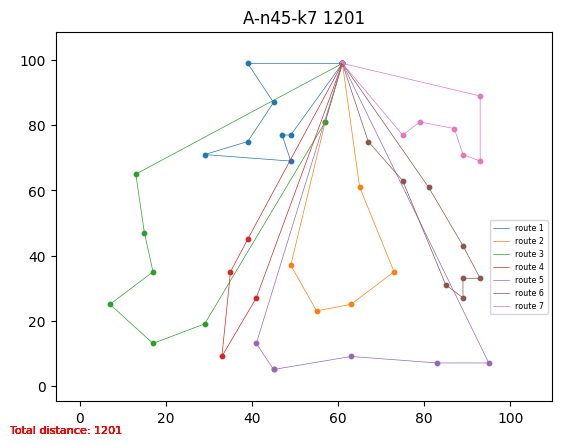 A-n45-k7 1201
100
80
60
40
20
0
0 20 40 60 80 100
route 1
route 2
route 3
route 4
route 5
route 6
route 7
Total distance: 1201